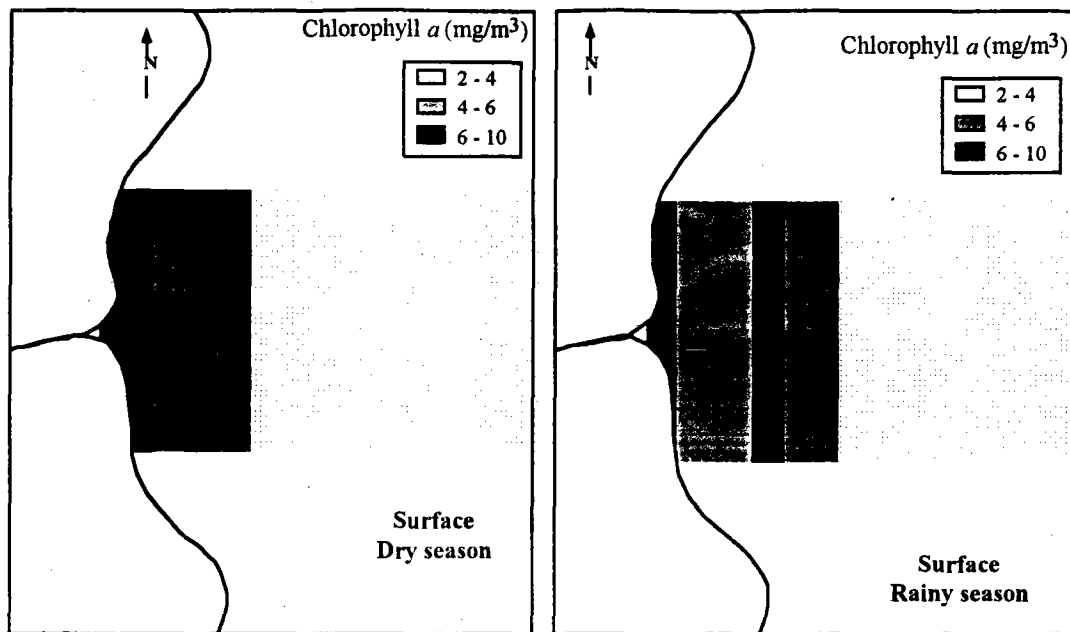 Chlorophyll a (mg/m³)
N
2 - 4
4 - 6
6 - 10
Surface
Dry season
Chlorophyll a (mg/m³)
N
2 - 4
4 - 6
6 - 10
Surface
Rainy season